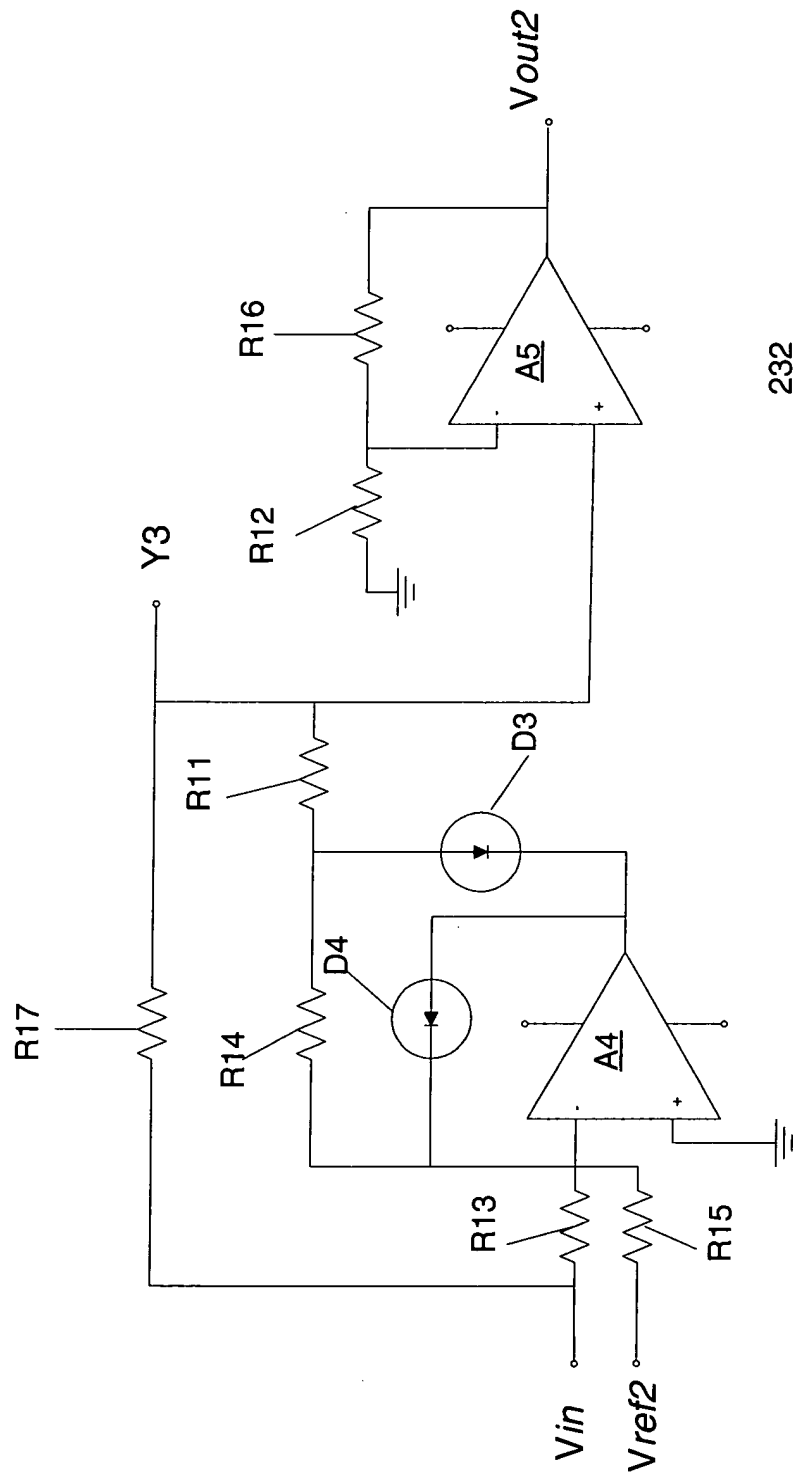 R17
Y3
R16
Vout2
R12
R11
A5
-
+
R14
D4
D3
232
R13
A4
-
+
Vin
Vref2
R15